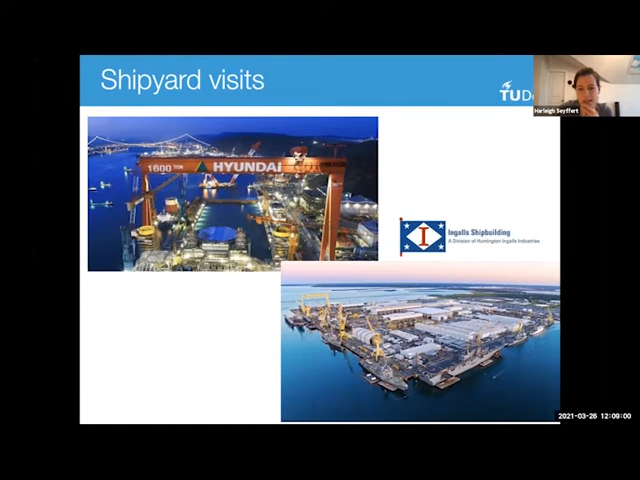 Shipyard visits
TU
Harleigh Seyffert
1600 TON HYUNDAI
I
Ingalls Shipbuilding
A Division of Huntington Ingalls Industries
2021-03-26 12:09:00